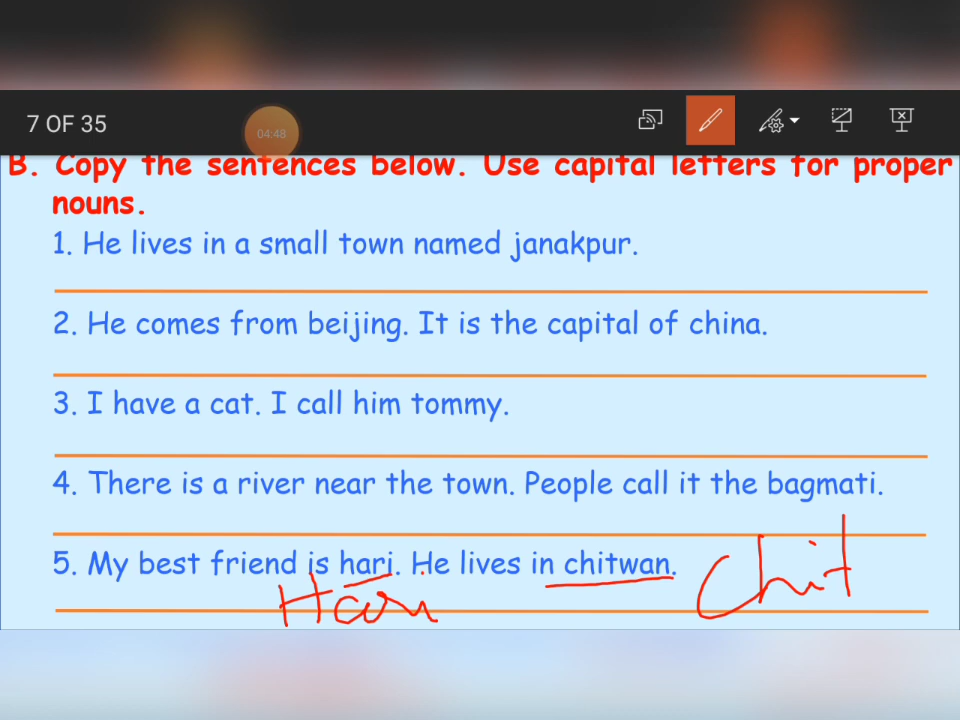 7 OF 35
04:48
B. Copy the sentences below. Use capital letters for proper
nouns.
1. He lives in a small town named janakpur.
2. He comes from beijing. It is the capital of china.
3. I have a cat. I call him tommy.
4. There is a river near the town. People call it the bagmati.
5. My best friend is hari. He lives in chitwan.
Hari
Chit